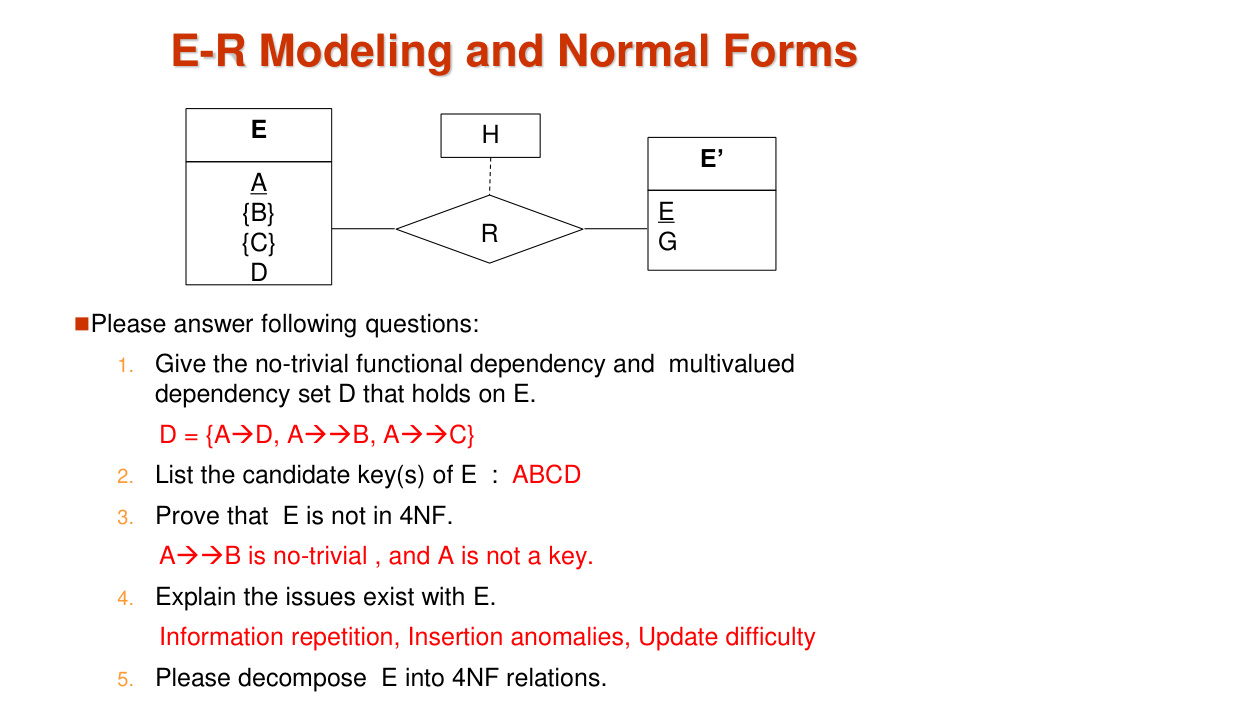 E-R Modeling and Normal Forms
E
H
E’
A
{B}
{C}
D
R
E
G
Please answer following questions:
1. Give the no-trivial functional dependency and multivalued
dependency set D that holds on E.
D = {A→D, A→→B, A→→C}
2. List the candidate key(s) of E : ABCD
3. Prove that E is not in 4NF.
A→→B is no-trivial , and A is not a key.
4. Explain the issues exist with E.
Information repetition, Insertion anomalies, Update difficulty
5. Please decompose E into 4NF relations.